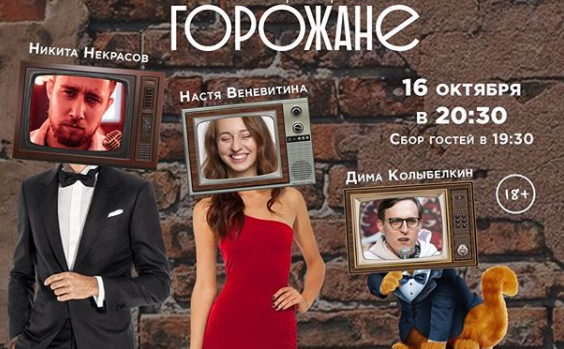 ГОРОЖАНЕ
Никита Некрасов
Настя Веневитина
16 октября
в 20:30
Сбор гостей в 19:30
Дима Колыбелкин
18+